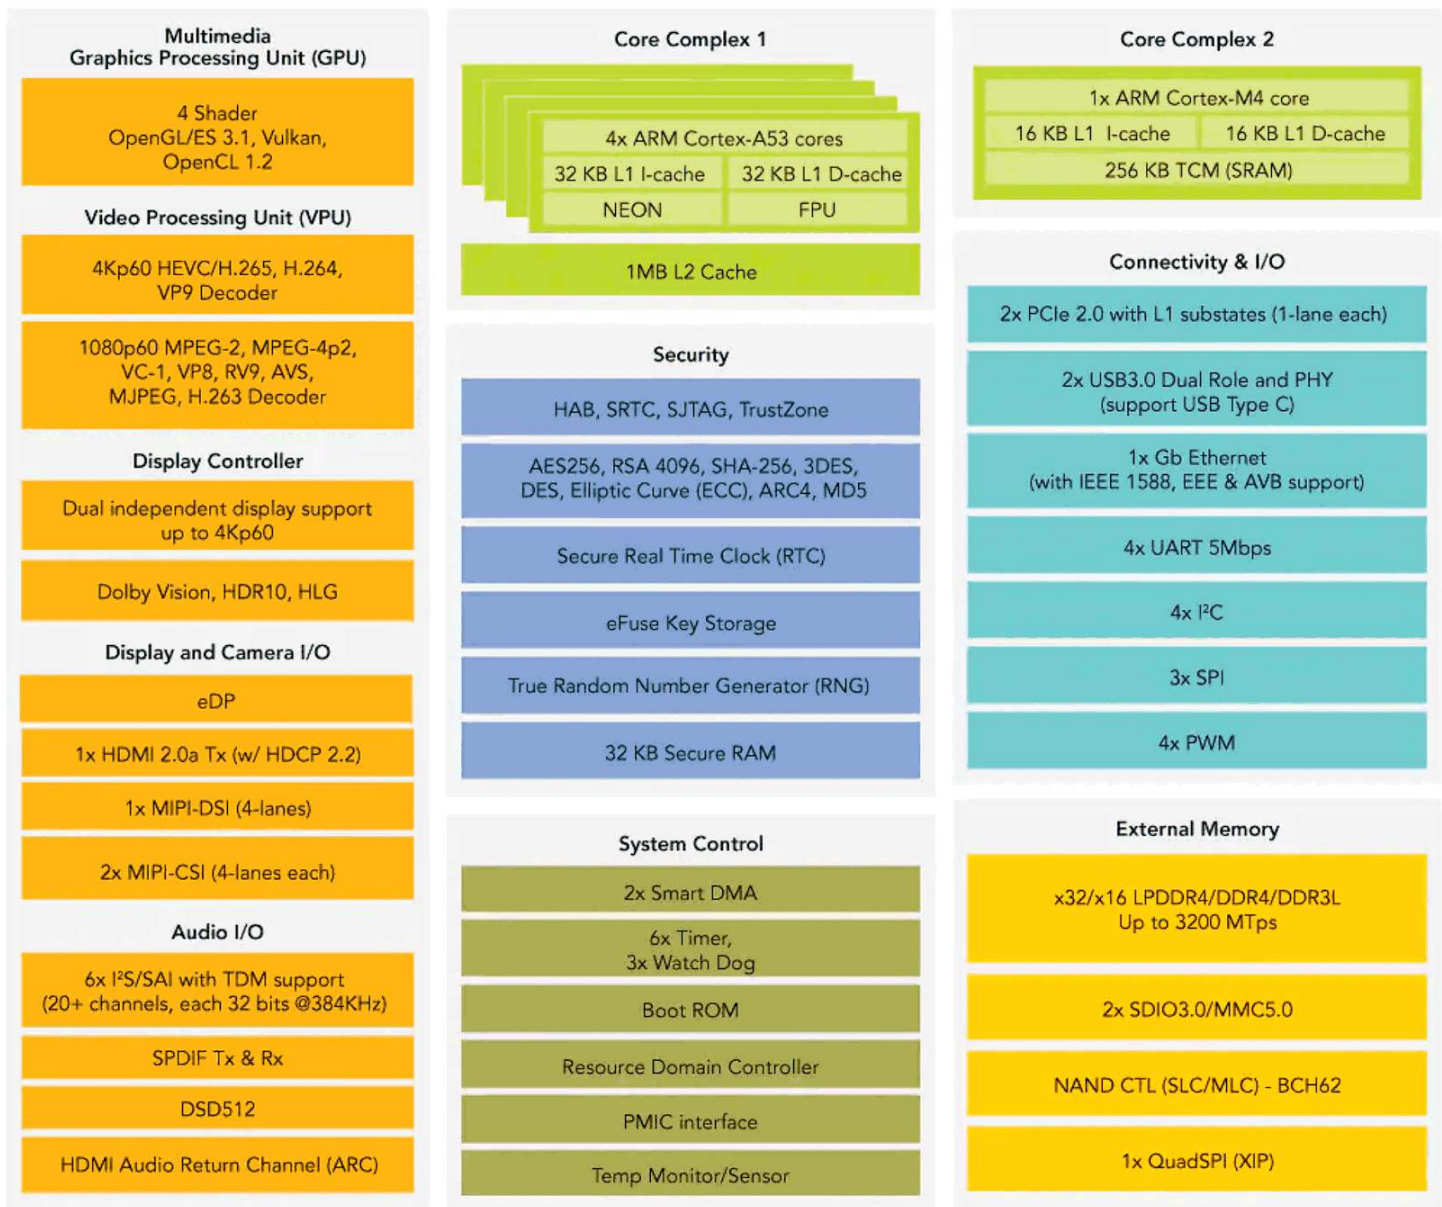 Multimedia
Graphics Processing Unit (GPU)
4 Shader
OpenGL/ES 3.1, Vulkan,
OpenCL 1.2
Video Processing Unit (VPU)
4Kp60 HEVC/H.265, H.264,
VP9 Decoder
1080p60 MPEG-2, MPEG-4p2,
VC-1, VP8, RV9, AVS,
MJPEG, H.263 Decoder
Display Controller
Dual independent display support
up to 4Kp60
Dolby Vision, HDR10, HLG
Display and Camera I/O
eDP
1x HDMI 2.0a Tx (w/ HDCP 2.2)
1x MIPI-DSI (4-lanes)
2x MIPI-CSI (4-lanes each)
Audio I/O
6x I²S/SAI with TDM support
(20+ channels, each 32 bits @384KHz)
SPDIF Tx & Rx
DSD512
HDMI Audio Return Channel (ARC)
Core Complex 1
4x ARM Cortex-A53 cores
32 KB L1 I-cache
32 KB L1 D-cache
NEON
FPU
1MB L2 Cache
Security
HAB, SRTC, SJTAG, TrustZone
AES256, RSA 4096, SHA-256, 3DES,
DES, Elliptic Curve (ECC), ARC4, MD5
Secure Real Time Clock (RTC)
eFuse Key Storage
True Random Number Generator (RNG)
32 KB Secure RAM
System Control
2x Smart DMA
6x Timer,
3x Watch Dog
Boot ROM
Resource Domain Controller
PMIC interface
Temp Monitor/Sensor
Core Complex 2
1x ARM Cortex-M4 core
16 KB L1 I-cache
16 KB L1 D-cache
256 KB TCM (SRAM)
Connectivity & I/O
2x PCIe 2.0 with L1 substates (1-lane each)
2x USB3.0 Dual Role and PHY
(support USB Type C)
1x Gb Ethernet
(with IEEE 1588, EEE & AVB support)
4x UART 5Mbps
4x I²C
3x SPI
4x PWM
External Memory
x32/x16 LPDDR4/DDR4/DDR3L
Up to 3200 MTps
2x SDIO3.0/MMC5.0
NAND CTL (SLC/MLC) - BCH62
1x QuadSPI (XIP)